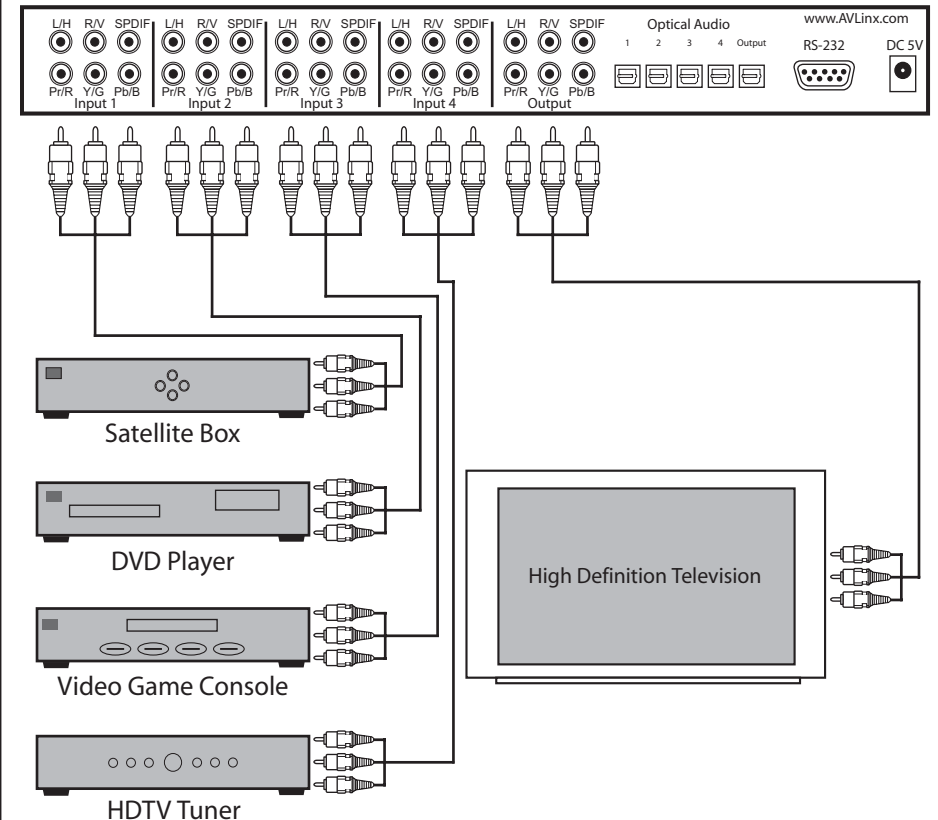 L/H R/V SPDIF L/H R/V SPDIF L/H R/V SPDIF L/H R/V SPDIF L/H R/V SPDIF Optical Audio www.AVLinx.com
1 2 3 4 Output RS-232 DC 5V
Pr/R Y/G Pb/B Pr/R Y/G Pb/B Pr/R Y/G Pb/B Pr/R Y/G Pb/B Pr/R Y/G Pb/B
Input 1 Input 2 Input 3 Input 4 Output
Satellite Box
DVD Player
High Definition Television
Video Game Console
HDTV Tuner